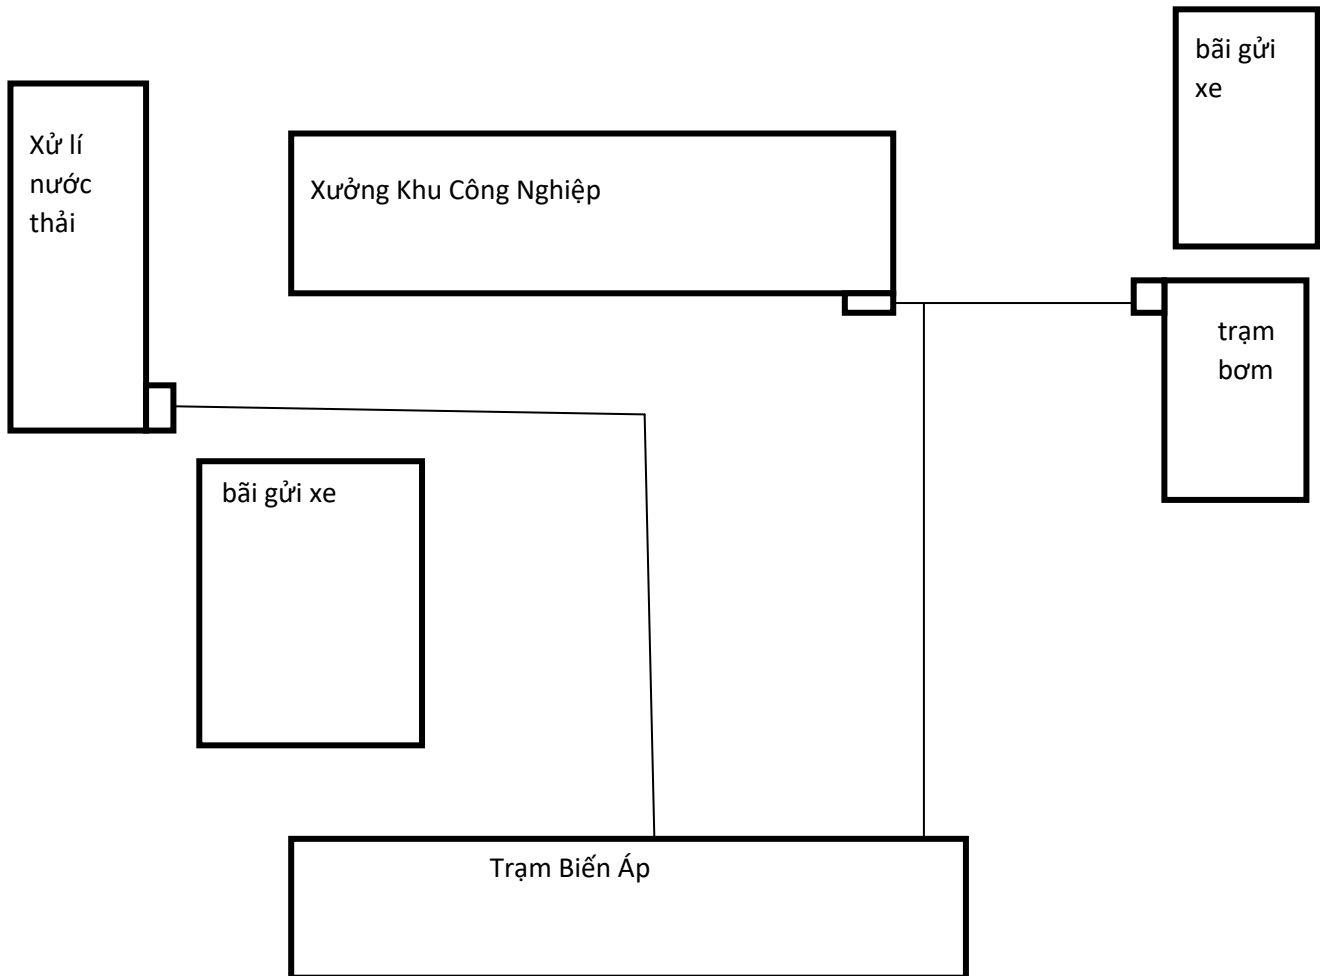 bãi gửi
xe
Xử lí
nước
thải
Xưởng Khu Công Nghiệp
trạm
bơm
bãi gửi xe
Trạm Biến Áp